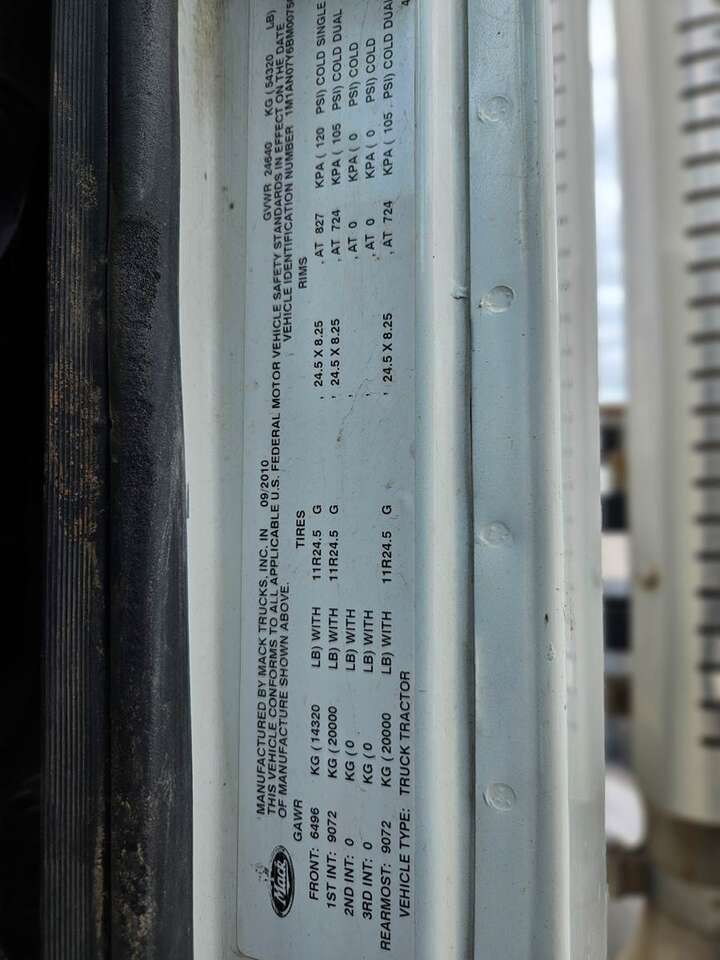 Mack
MANUFACTURED BY MACK TRUCKS, INC. IN 09/2010 GVWR 24640 KG ( 54320 LB)
THIS VEHICLE CONFORMS TO ALL APPLICABLE U.S. FEDERAL MOTOR VEHICLE SAFETY STANDARDS IN EFFECT ON THE DATE
OF MANUFACTURE SHOWN ABOVE. VEHICLE IDENTIFICATION NUMBER 1M1AN07Y6BM00750
GAWR TIRES RIMS
FRONT: 6496 KG ( 14320 LB) WITH 11R24.5 G , 24.5 X 8.25 , AT 827 KPA ( 120 PSI) COLD SINGLE
1ST INT: 9072 KG ( 20000 LB) WITH 11R24.5 G , 24.5 X 8.25 , AT 724 KPA ( 105 PSI) COLD DUAL
2ND INT: 0 KG ( 0 LB) WITH , , AT 0 KPA ( 0 PSI) COLD
3RD INT: 0 KG ( 0 LB) WITH , , AT 0 KPA ( 0 PSI) COLD
REARMOST: 9072 KG ( 20000 LB) WITH 11R24.5 G , 24.5 X 8.25 , AT 724 KPA ( 105 PSI) COLD DUAL
VEHICLE TYPE: TRUCK TRACTOR